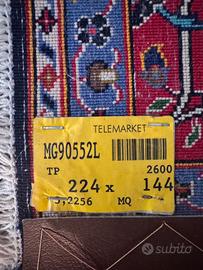 TELEMARKET
MG90552L
TP 2600
224 x 144
3,2256 MQ
subito